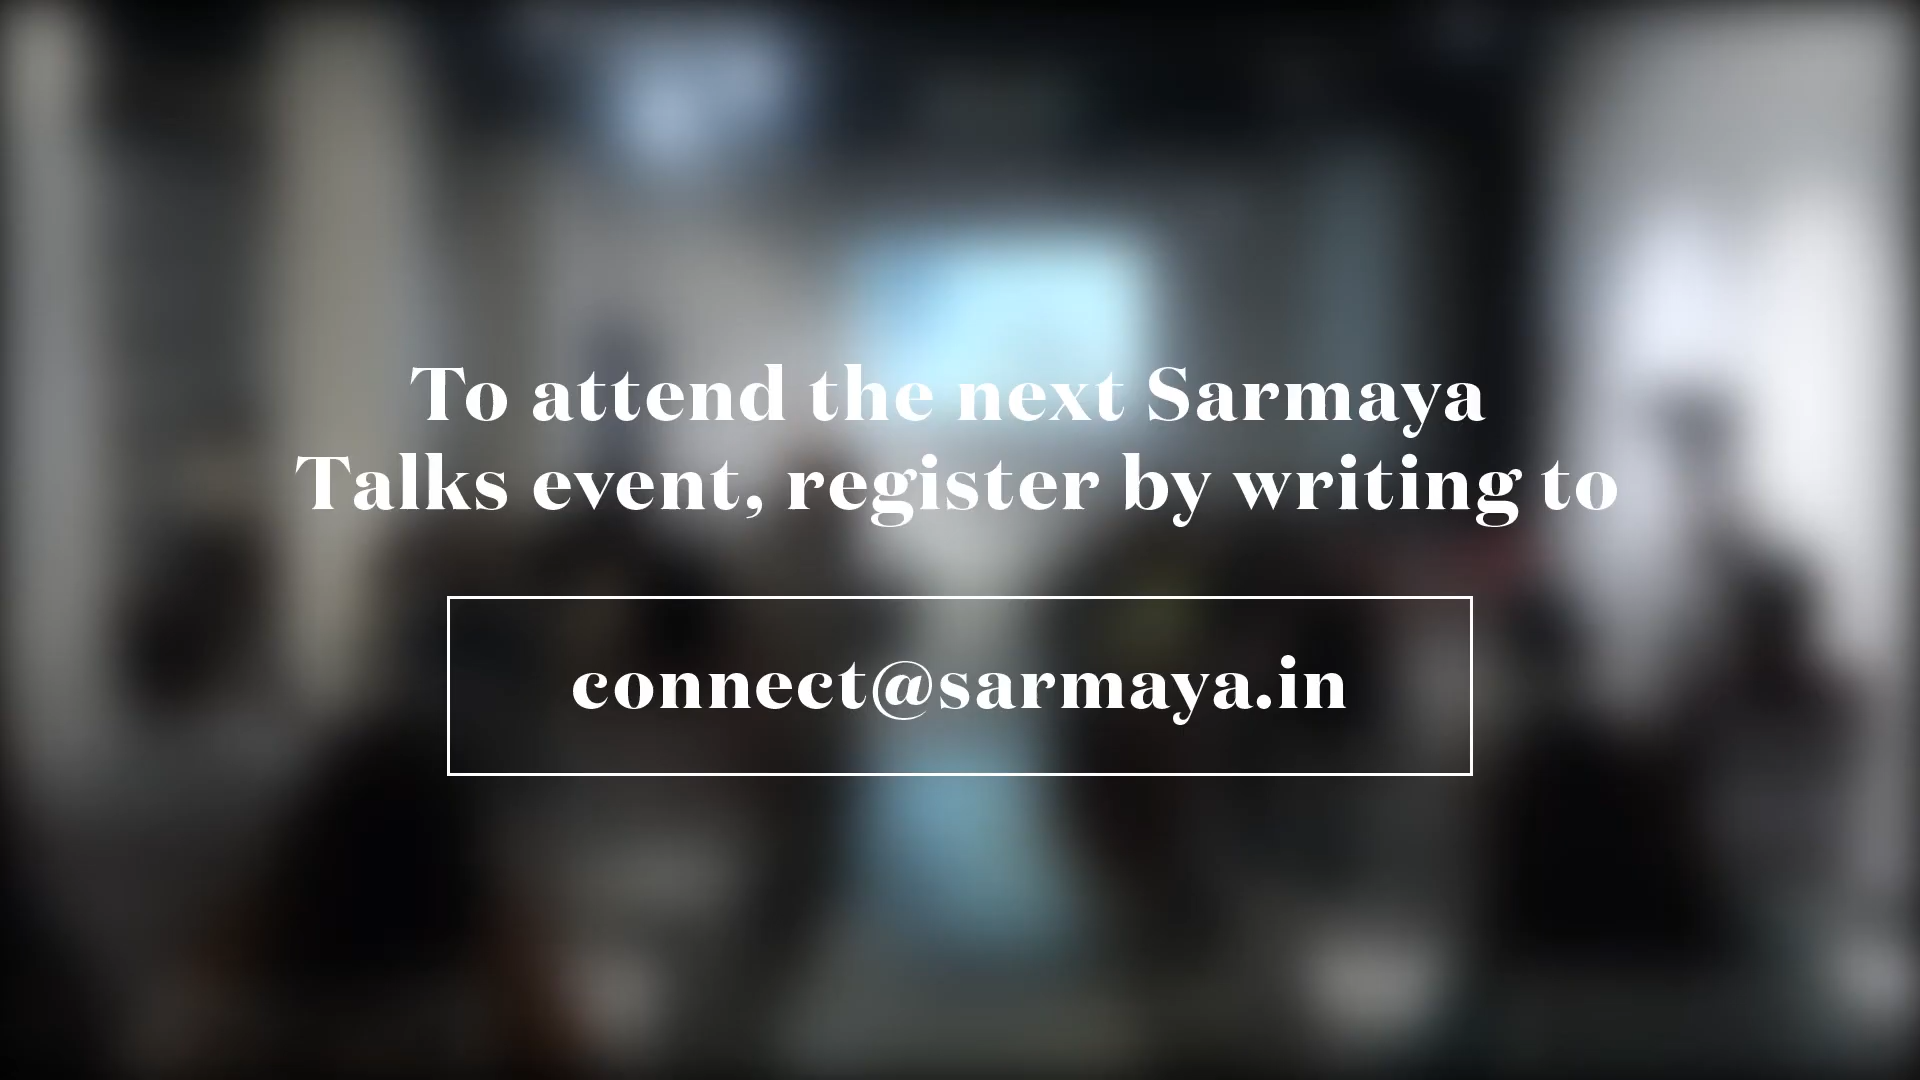 To attend the next Sarmaya
Talks event, register by writing to
connect@sarmaya.in